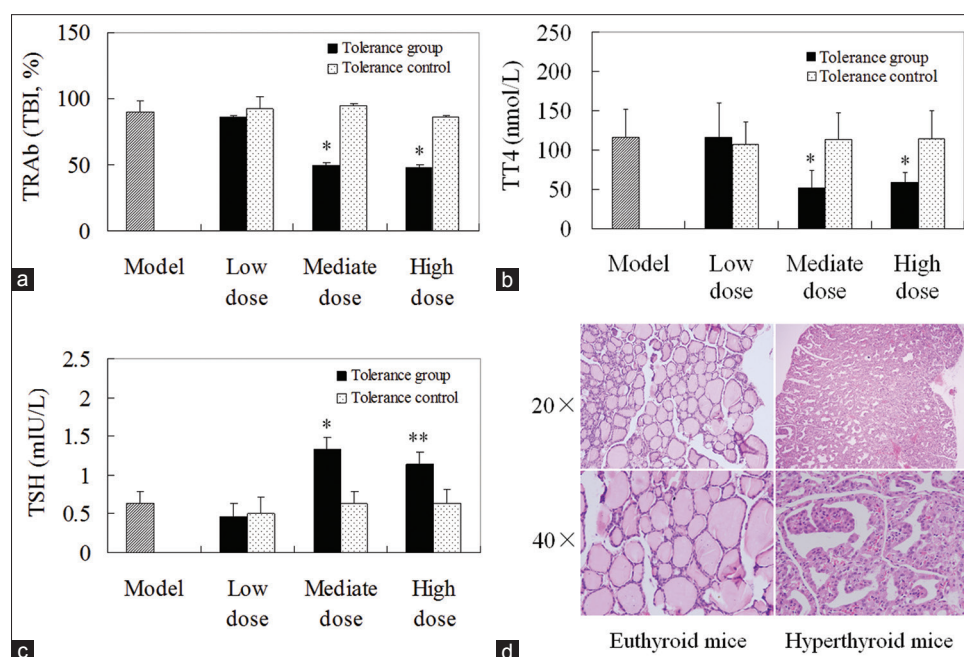 150
100
50
0
TRAb (TBI, %)
Tolerance group
Tolerance control
*
*
Model
Low dose
Mediate dose
High dose
a
250
200
150
100
50
0
TT4 (nmol/L)
Tolerance group
Tolerance control
*
*
Model
Low dose
Mediate dose
High dose
b
2.5
2
1.5
1
0.5
0
TSH (mIU/L)
Tolerance group
Tolerance control
*
**
Model
Low dose
Mediate dose
High dose
c
20×
40×
Euthyroid mice
Hyperthyroid mice
d